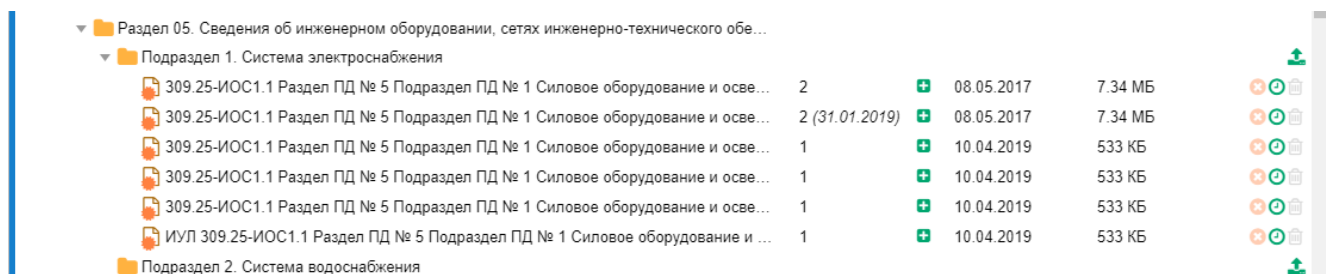 Раздел 05. Сведения об инженерном оборудовании, сетях инженерно-технического обе...
Подраздел 1. Система электроснабжения
309.25-ИОС1.1 Раздел ПД № 5 Подраздел ПД № 1 Силовое оборудование и осве... 2 08.05.2017 7.34 МБ
309.25-ИОС1.1 Раздел ПД № 5 Подраздел ПД № 1 Силовое оборудование и осве... 2 (31.01.2019) 08.05.2017 7.34 МБ
309.25-ИОС1.1 Раздел ПД № 5 Подраздел ПД № 1 Силовое оборудование и осве... 1 10.04.2019 533 КБ
309.25-ИОС1.1 Раздел ПД № 5 Подраздел ПД № 1 Силовое оборудование и осве... 1 10.04.2019 533 КБ
309.25-ИОС1.1 Раздел ПД № 5 Подраздел ПД № 1 Силовое оборудование и осве... 1 10.04.2019 533 КБ
ИУЛ 309.25-ИОС1.1 Раздел ПД № 5 Подраздел ПД № 1 Силовое оборудование и ... 1 10.04.2019 533 КБ
Подраздел 2. Система водоснабжения